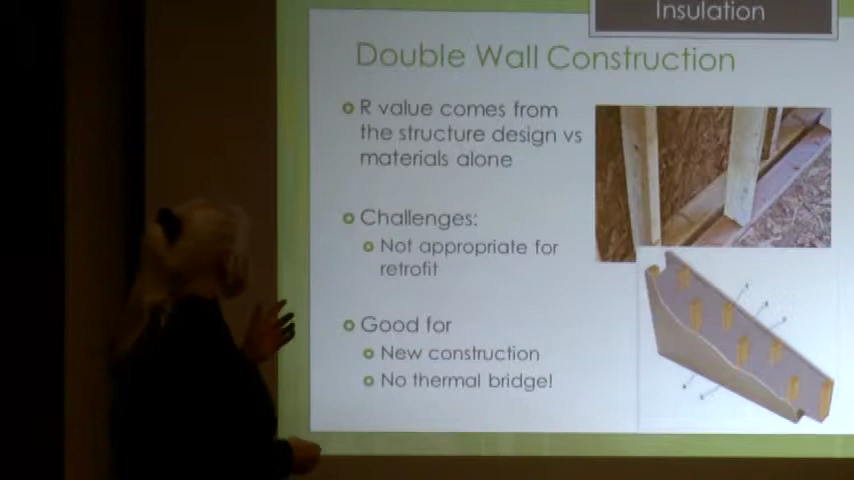 Insulation
Double Wall Construction
R value comes from
the structure design vs
materials alone
Challenges:
Not appropriate for
retrofit
Good for
New construction
No thermal bridge!